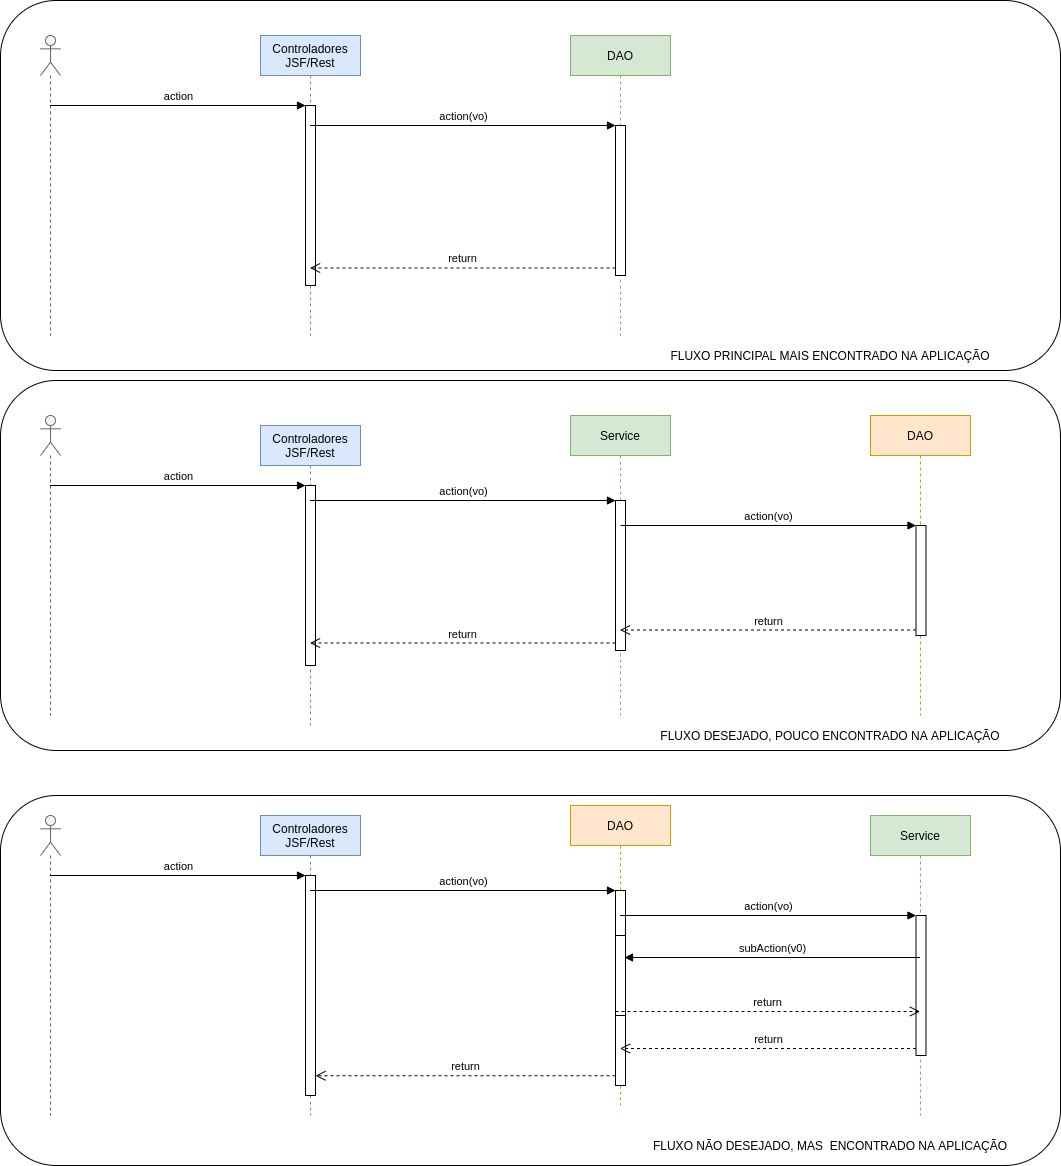 Controladores
JSF/Rest
DAO
action
action(vo)
return
FLUXO PRINCIPAL MAIS ENCONTRADO NA APLICAÇÃO
Controladores
JSF/Rest
Service
DAO
action
action(vo)
action(vo)
return
return
FLUXO DESEJADO, POUCO ENCONTRADO NA APLICAÇÃO
Controladores
JSF/Rest
DAO
Service
action
action(vo)
action(vo)
subAction(v0)
return
return
return
FLUXO NÃO DESEJADO, MAS  ENCONTRADO NA APLICAÇÃO